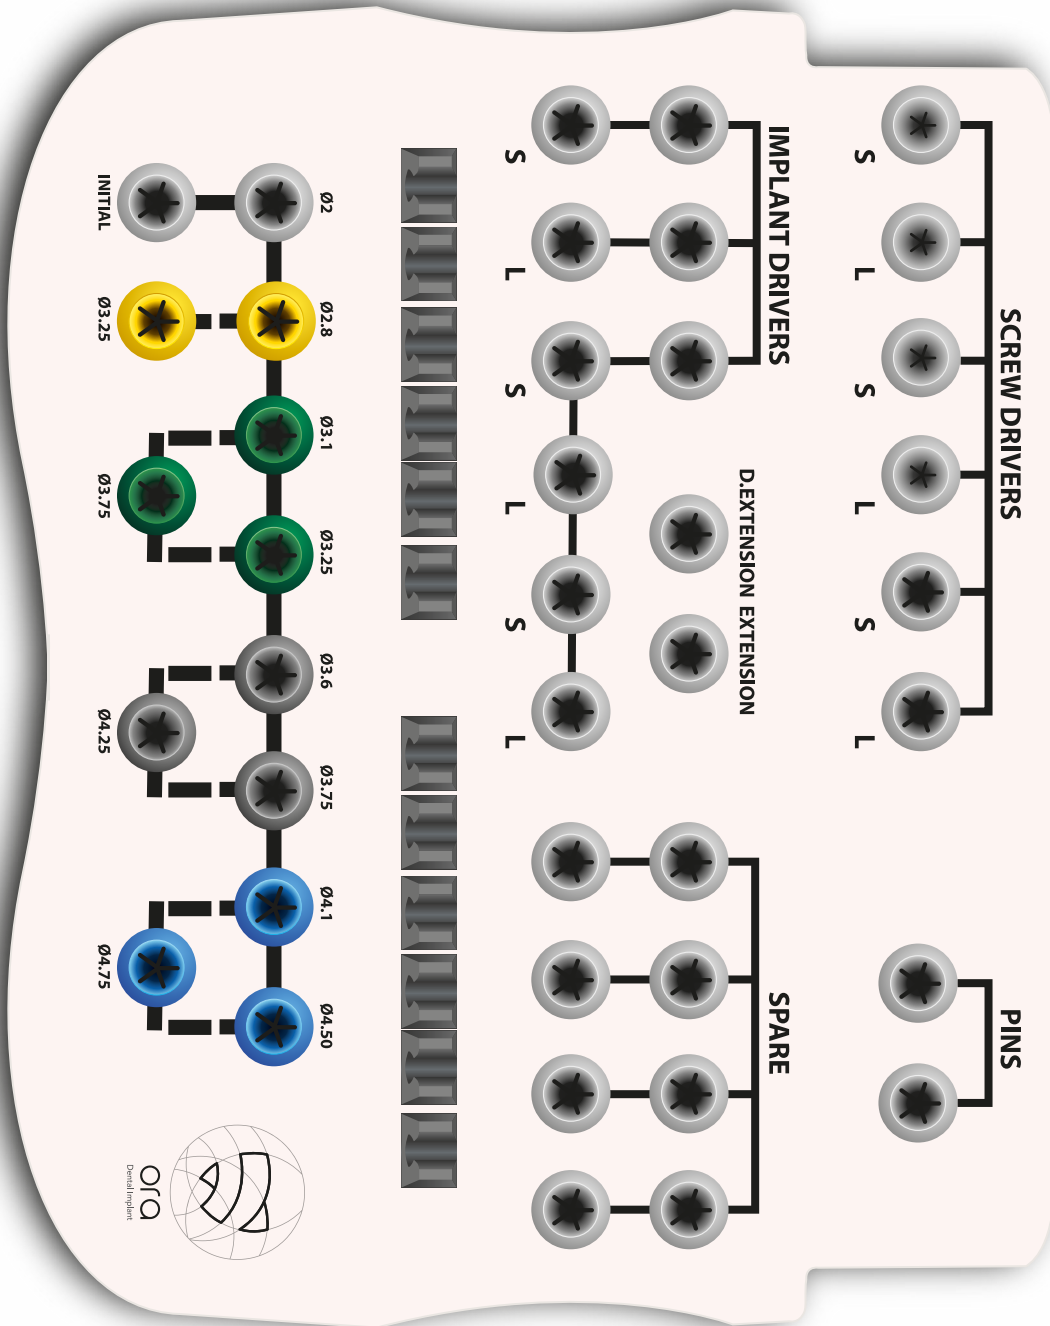 SCREW DRIVERS
PINS
S
L
S
L
S
L
IMPLANT DRIVERS
SPARE
D.EXTENSION
EXTENSION
S
L
S
L
S
L
Ø2
Ø2.8
Ø3.1
Ø3.25
Ø3.6
Ø3.75
Ø4.1
Ø4.50
INITIAL
Ø3.25
Ø3.75
Ø4.25
Ø4.75
ora
Dental Implant